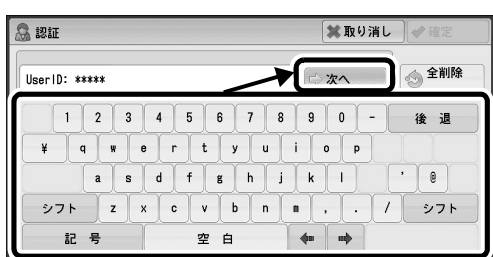 認証 取り消し 確定
UserID: ***** 次へ 全削除
1 2 3 4 5 6 7 8 9 0 - 後 退
¥ q w e r t y u i o p
a s d f g h j k l ' @
シフト z x c v b n m , . / シフト
記 号 空 白